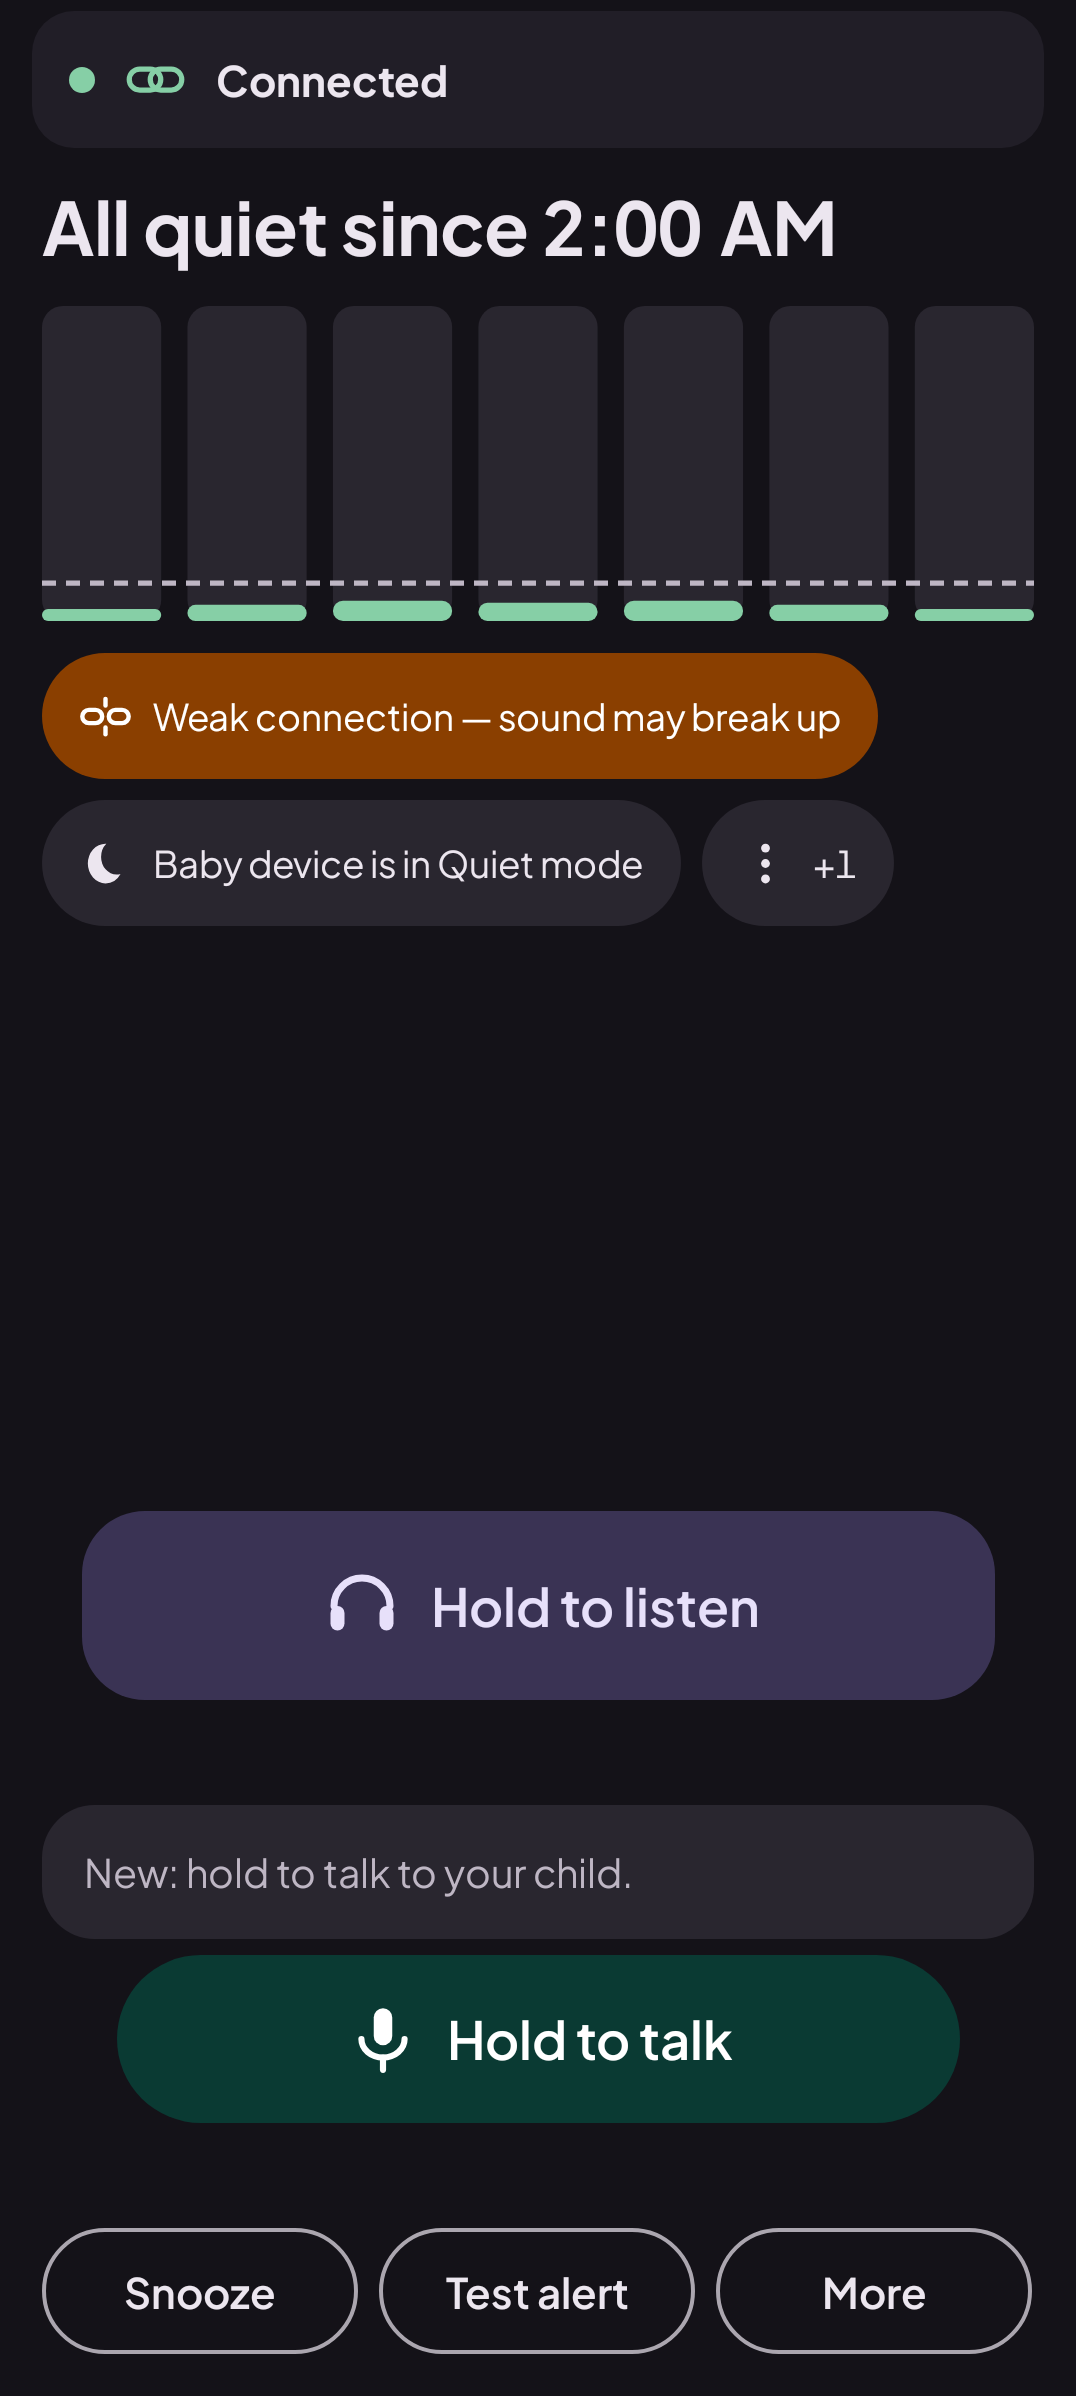 Connected
All quiet since 2:00 AM
Weak connection — sound may break up
Baby device is in Quiet mode
+1
Hold to listen
New: hold to talk to your child.
Hold to talk
Snooze
Test alert
More